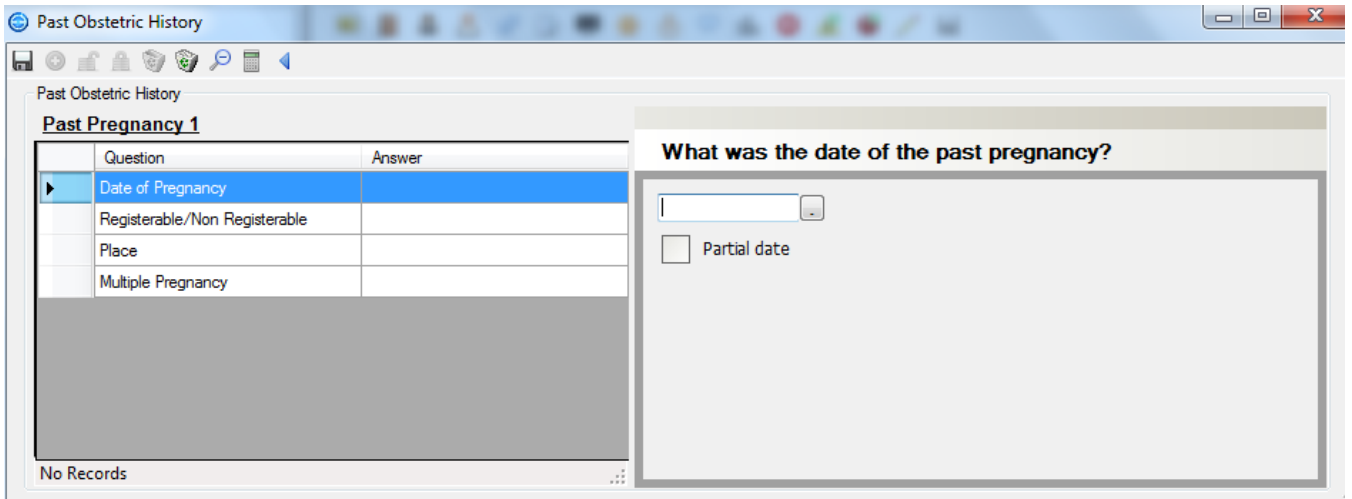 Past Obstetric History
Past Obstetric History
Past Pregnancy 1
Question Answer
Date of Pregnancy
Registerable/Non Registerable
Place
Multiple Pregnancy
No Records
What was the date of the past pregnancy?
.
Partial date